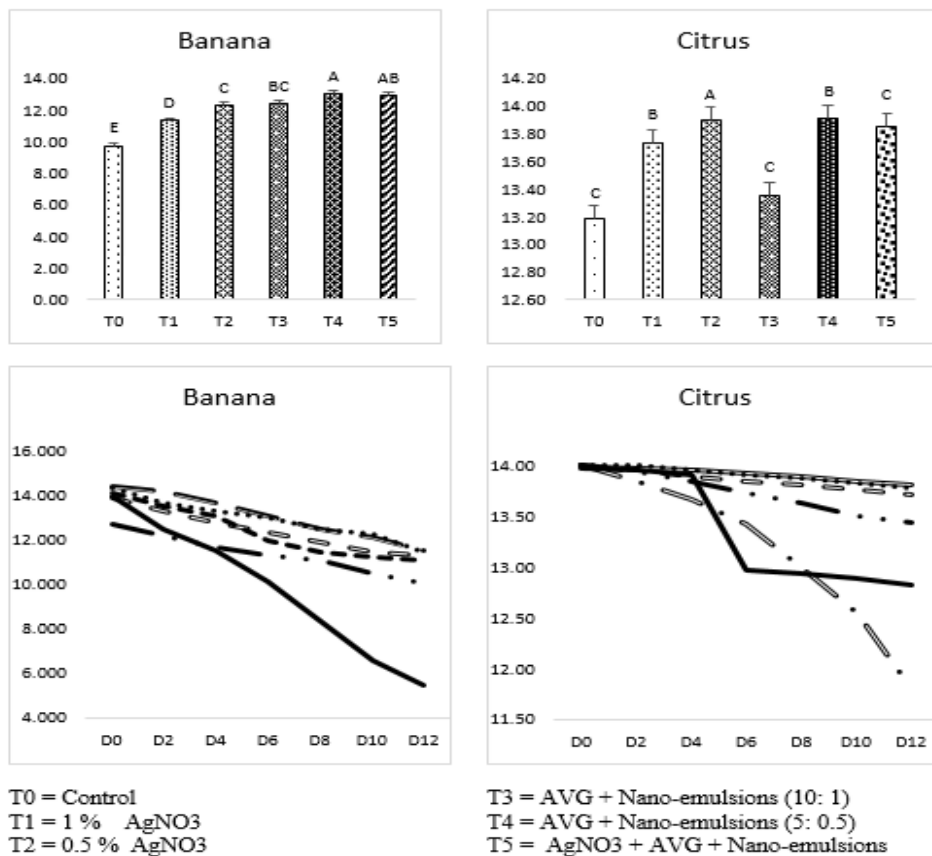 Banana
14.00
12.00
10.00
8.00
6.00
4.00
2.00
0.00
E
D
C
BC
A
AB
T0 T1 T2 T3 T4 T5
Citrus
14.20
14.00
13.80
13.60
13.40
13.20
13.00
12.80
12.60
C
B
A
C
B
C
T0 T1 T2 T3 T4 T5
Banana
16.000
14.000
12.000
10.000
8.000
6.000
4.000
D0 D2 D4 D6 D8 D10 D12
Citrus
14.00
13.50
13.00
12.50
12.00
11.50
D0 D2 D4 D6 D8 D10 D12
T0 = Control
T1 = 1 % AgNO3
T2 = 0.5 % AgNO3
T3 = AVG + Nano-emulsions (10: 1)
T4 = AVG + Nano-emulsions (5: 0.5)
T5 = AgNO3 + AVG + Nano-emulsions